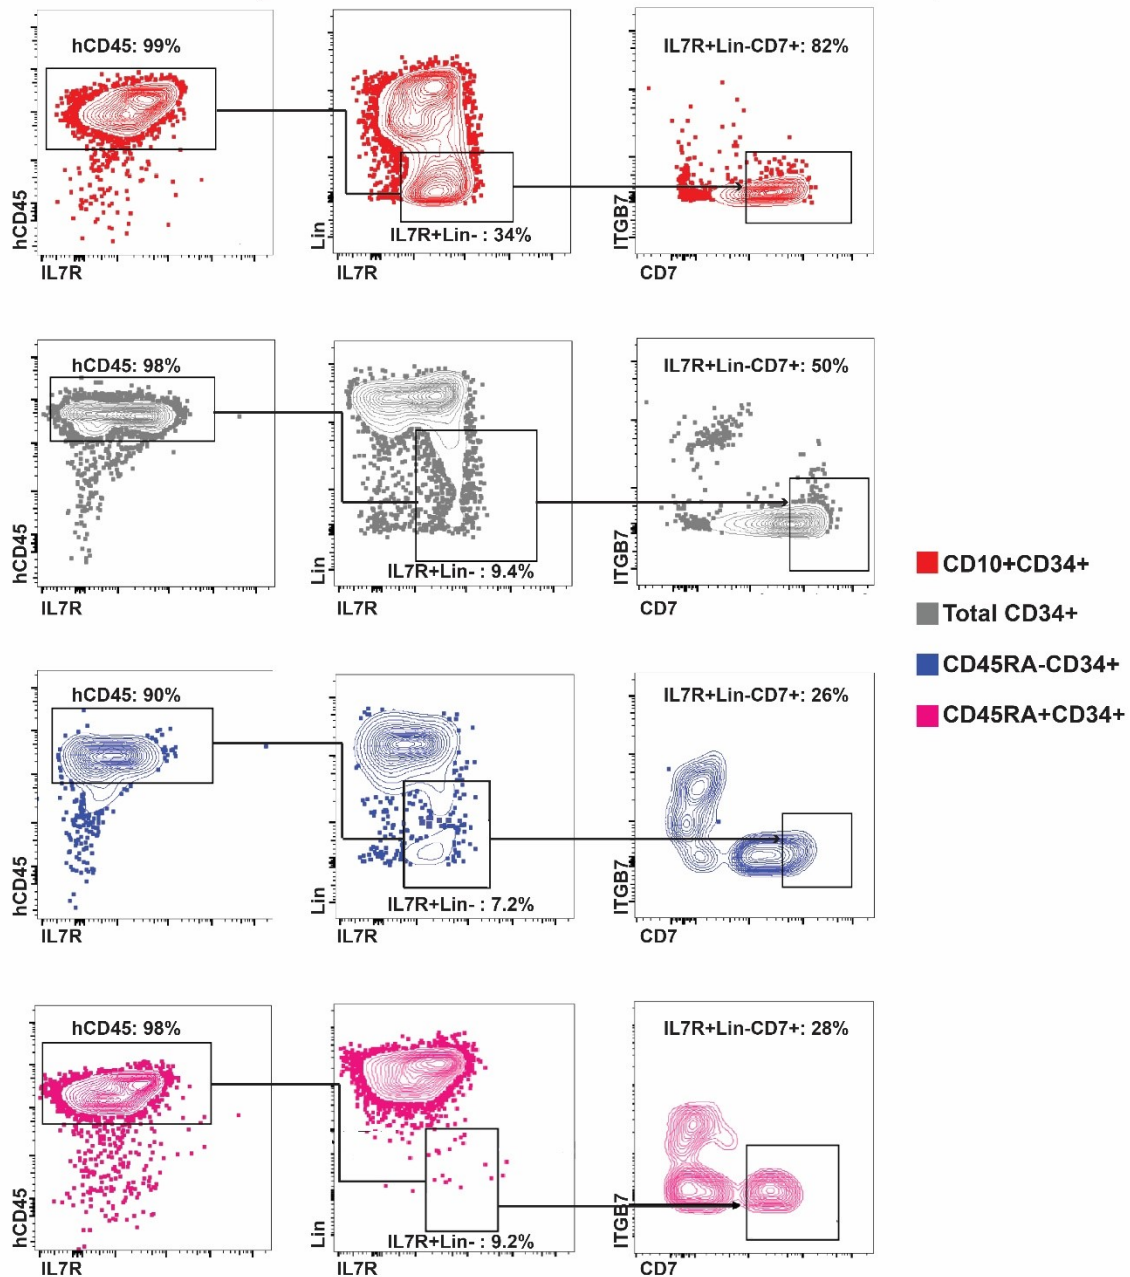 hCD45: 99%
IL7R+Lin-CD7+: 82%
hCD45
Lin
ITGB7
IL7R+Lin- : 34%
IL7R
IL7R
CD7
hCD45: 98%
IL7R+Lin-CD7+: 50%
hCD45
Lin
ITGB7
IL7R+Lin- : 9.4%
IL7R
IL7R
CD7
CD10+CD34+
Total CD34+
CD45RA-CD34+
CD45RA+CD34+
hCD45: 90%
IL7R+Lin-CD7+: 26%
hCD45
Lin
ITGB7
IL7R+Lin- : 7.2%
IL7R
IL7R
CD7
hCD45: 98%
IL7R+Lin-CD7+: 28%
hCD45
Lin
ITGB7
IL7R+Lin- : 9.2%
IL7R
IL7R
CD7